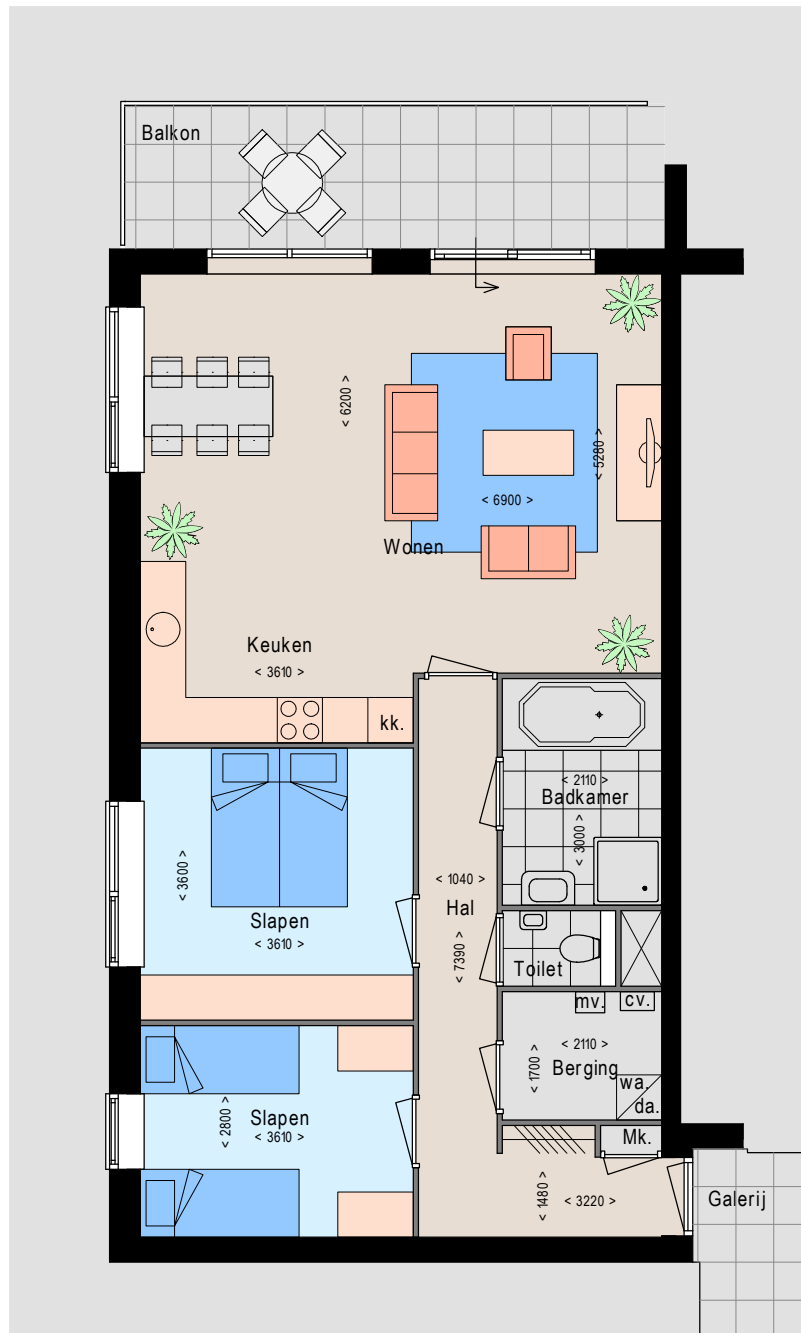 Balkon
< 6200 >
< 5280 >
< 6900 >
Wonen
Keuken
< 3610 >
kk.
< 2110 >
Badkamer
< 3000 >
< 3600 >
< 1040 >
Hal
Slapen
< 3610 >
< 7390 >
Toilet
mv.
cv.
< 2110 >
Berging
< 1700 >
wa.
da.
Slapen
< 2800 >
< 3610 >
Mk.
< 1480 >
< 3220 >
Galerij